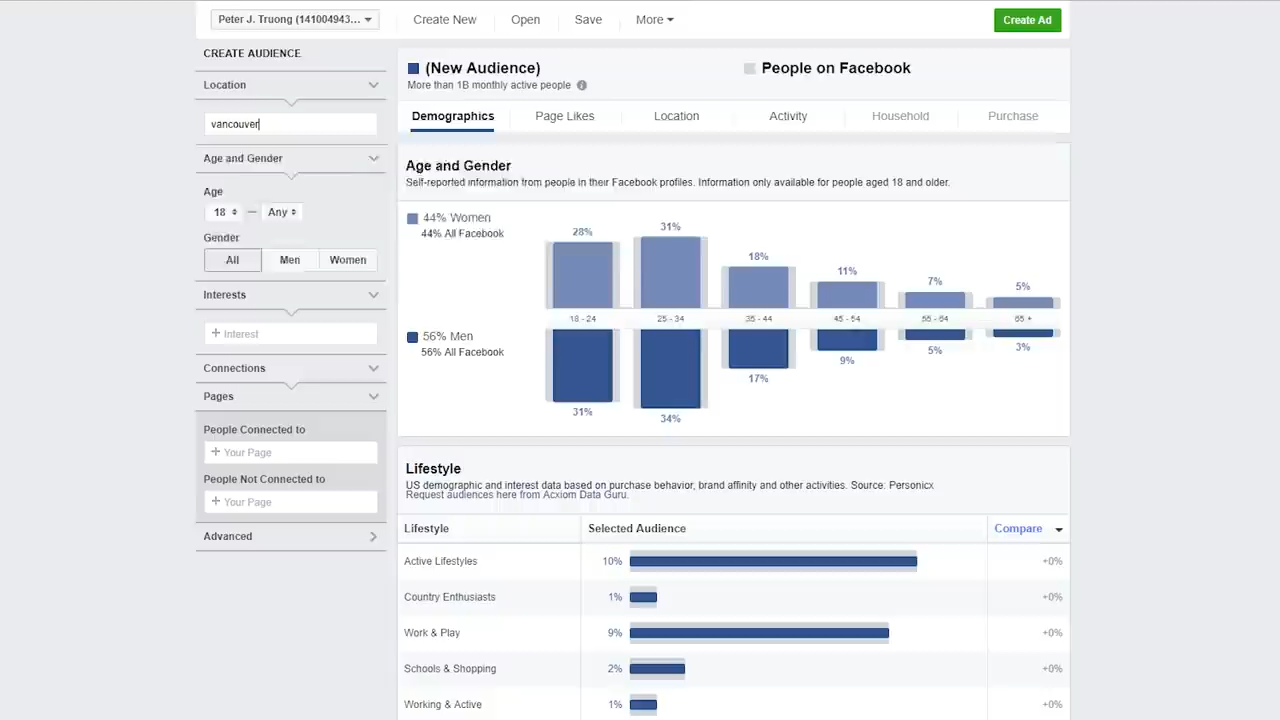 Peter J. Truong (141004943...
Create New
Open
Save
More
Create Ad
CREATE AUDIENCE
Location
vancouver
Age and Gender
Age
18 — Any
Gender
All Men Women
Interests
+ Interest
Connections
Pages
People Connected to
+ Your Page
People Not Connected to
+ Your Page
Advanced
(New Audience)
More than 1B monthly active people
People on Facebook
Demographics Page Likes Location Activity Household Purchase
Age and Gender
Self-reported information from people in their Facebook profiles. Information only available for people aged 18 and older.
44% Women
44% All Facebook
28% 31% 18% 11% 7% 5%
18 - 24 25 - 34 35 - 44 45 - 54 55 - 64 65 +
56% Men
56% All Facebook
31% 34% 17% 9% 5% 3%
Lifestyle
US demographic and interest data based on purchase behavior, brand affinity and other activities. Source: Personicx
Request audiences here from Acxiom Data Guru.
Lifestyle Selected Audience Compare
Active Lifestyles 10% +0%
Country Enthusiasts 1% +0%
Work & Play 9% +0%
Schools & Shopping 2% +0%
Working & Active 1% +0%